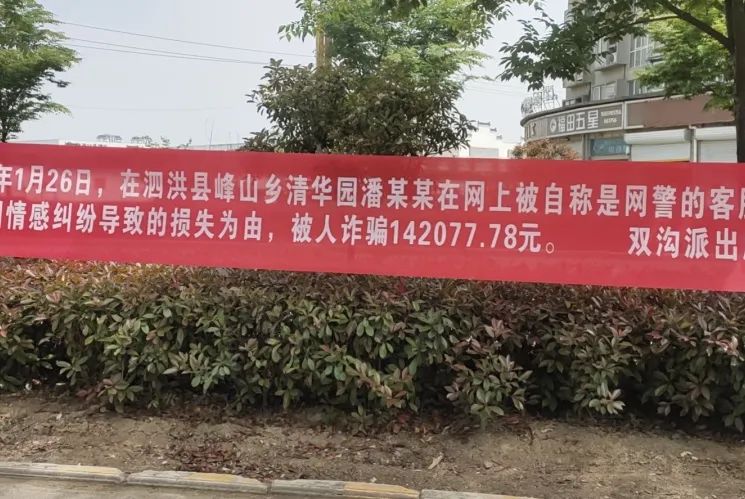 福田五星
年1月26日，在泗洪县峰山乡清华园潘某某在网上被自称是网警的客服
情感纠纷导致的损失为由，被人诈骗142077.78元。 双沟派出